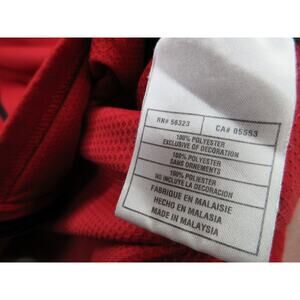 RN# 56323 CA# 05553
100% POLYESTER
EXCLUSIVE OF DECORATION
100% POLYESTER
SANS ORNEMENTS
100% POLIESTER
NO INCLUYE LA DECORACION
FABRIQUE EN MALAISIE
HECHO EN MALASIA
MADE IN MALAYSIA